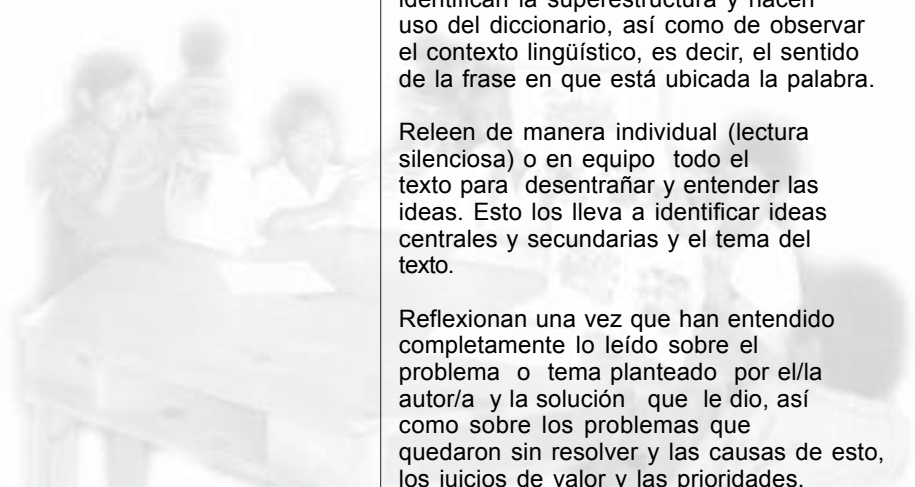 identifican la superestructura y hacen
uso del diccionario, así como de observar
el contexto lingüístico, es decir, el sentido
de la frase en que está ubicada la palabra.
Releen de manera individual (lectura
silenciosa) o en equipo todo el
texto para desentrañar y entender las
ideas. Esto los lleva a identificar ideas
centrales y secundarias y el tema del
texto.
Reflexionan una vez que han entendido
completamente lo leído sobre el
problema o tema planteado por el/la
autor/a y la solución que le dio, así
como sobre los problemas que
quedaron sin resolver y las causas de esto,
los juicios de valor y las prioridades.